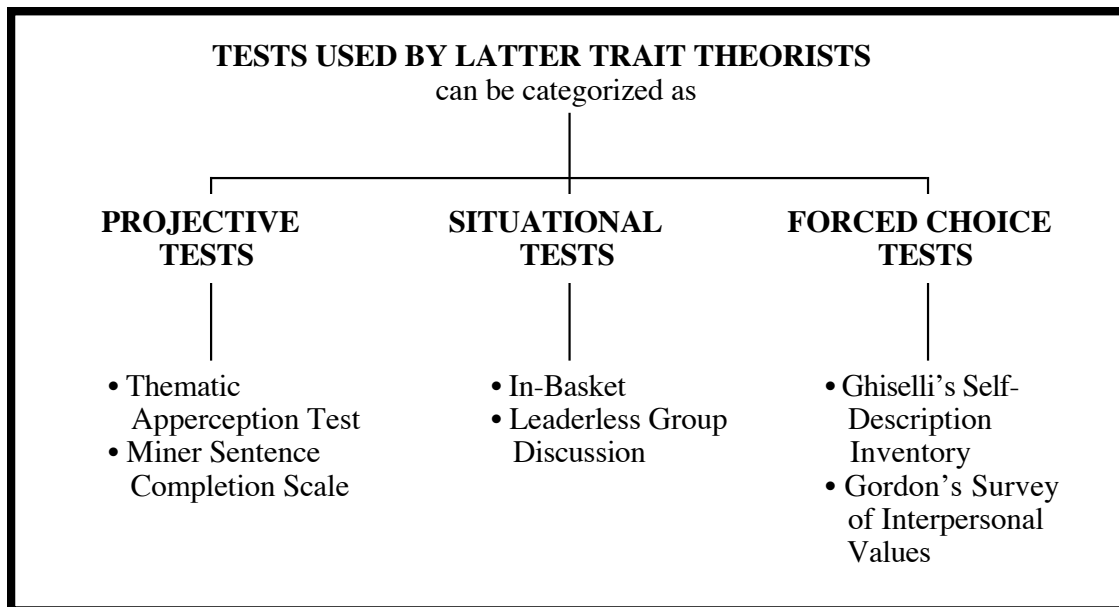 TESTS USED BY LATTER TRAIT THEORISTS
can be categorized as
PROJECTIVE
TESTS
SITUATIONAL
TESTS
FORCED CHOICE
TESTS
• Thematic
Apperception Test
• Miner Sentence
Completion Scale
• In-Basket
• Leaderless Group
Discussion
• Ghiselli’s Self-
Description
Inventory
• Gordon’s Survey
of Interpersonal
Values